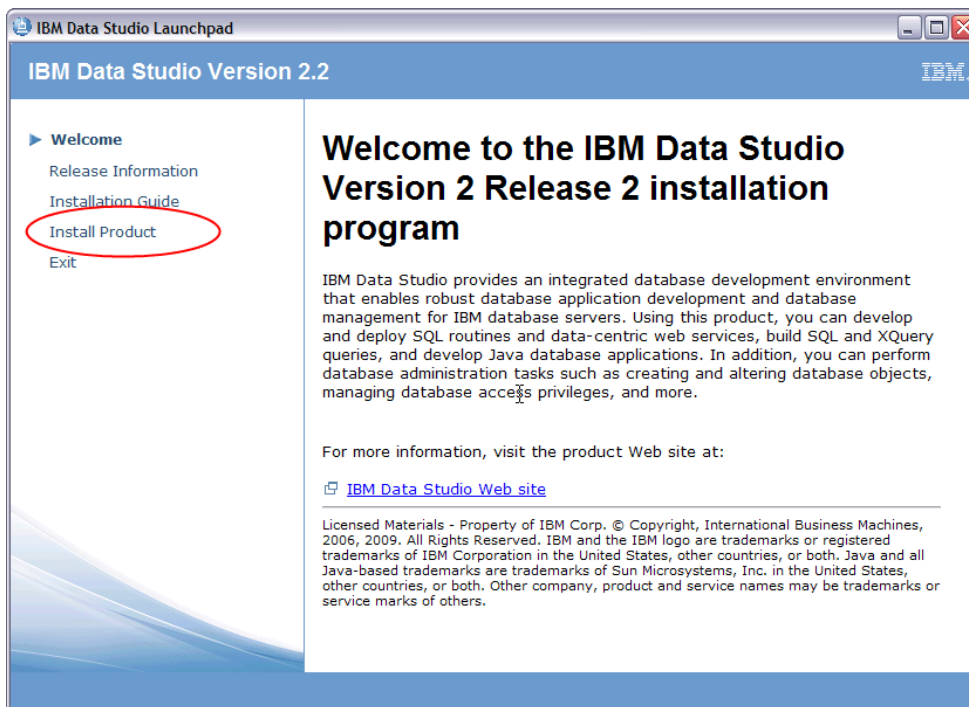 IBM Data Studio Launchpad
IBM Data Studio Version 2.2
IBM.
Welcome
Release Information
Installation Guide
Install Product
Exit
Welcome to the IBM Data Studio
Version 2 Release 2 installation
program
IBM Data Studio provides an integrated database development environment
that enables robust database application development and database
management for IBM database servers. Using this product, you can develop
and deploy SQL routines and data-centric web services, build SQL and XQuery
queries, and develop Java database applications. In addition, you can perform
database administration tasks such as creating and altering database objects,
managing database access privileges, and more.
For more information, visit the product Web site at:
IBM Data Studio Web site
Licensed Materials - Property of IBM Corp. © Copyright, International Business Machines,
2006, 2009. All Rights Reserved. IBM and the IBM logo are trademarks or registered
trademarks of IBM Corporation in the United States, other countries, or both. Java and all
Java-based trademarks are trademarks of Sun Microsystems, Inc. in the United States,
other countries, or both. Other company, product and service names may be trademarks or
service marks of others.